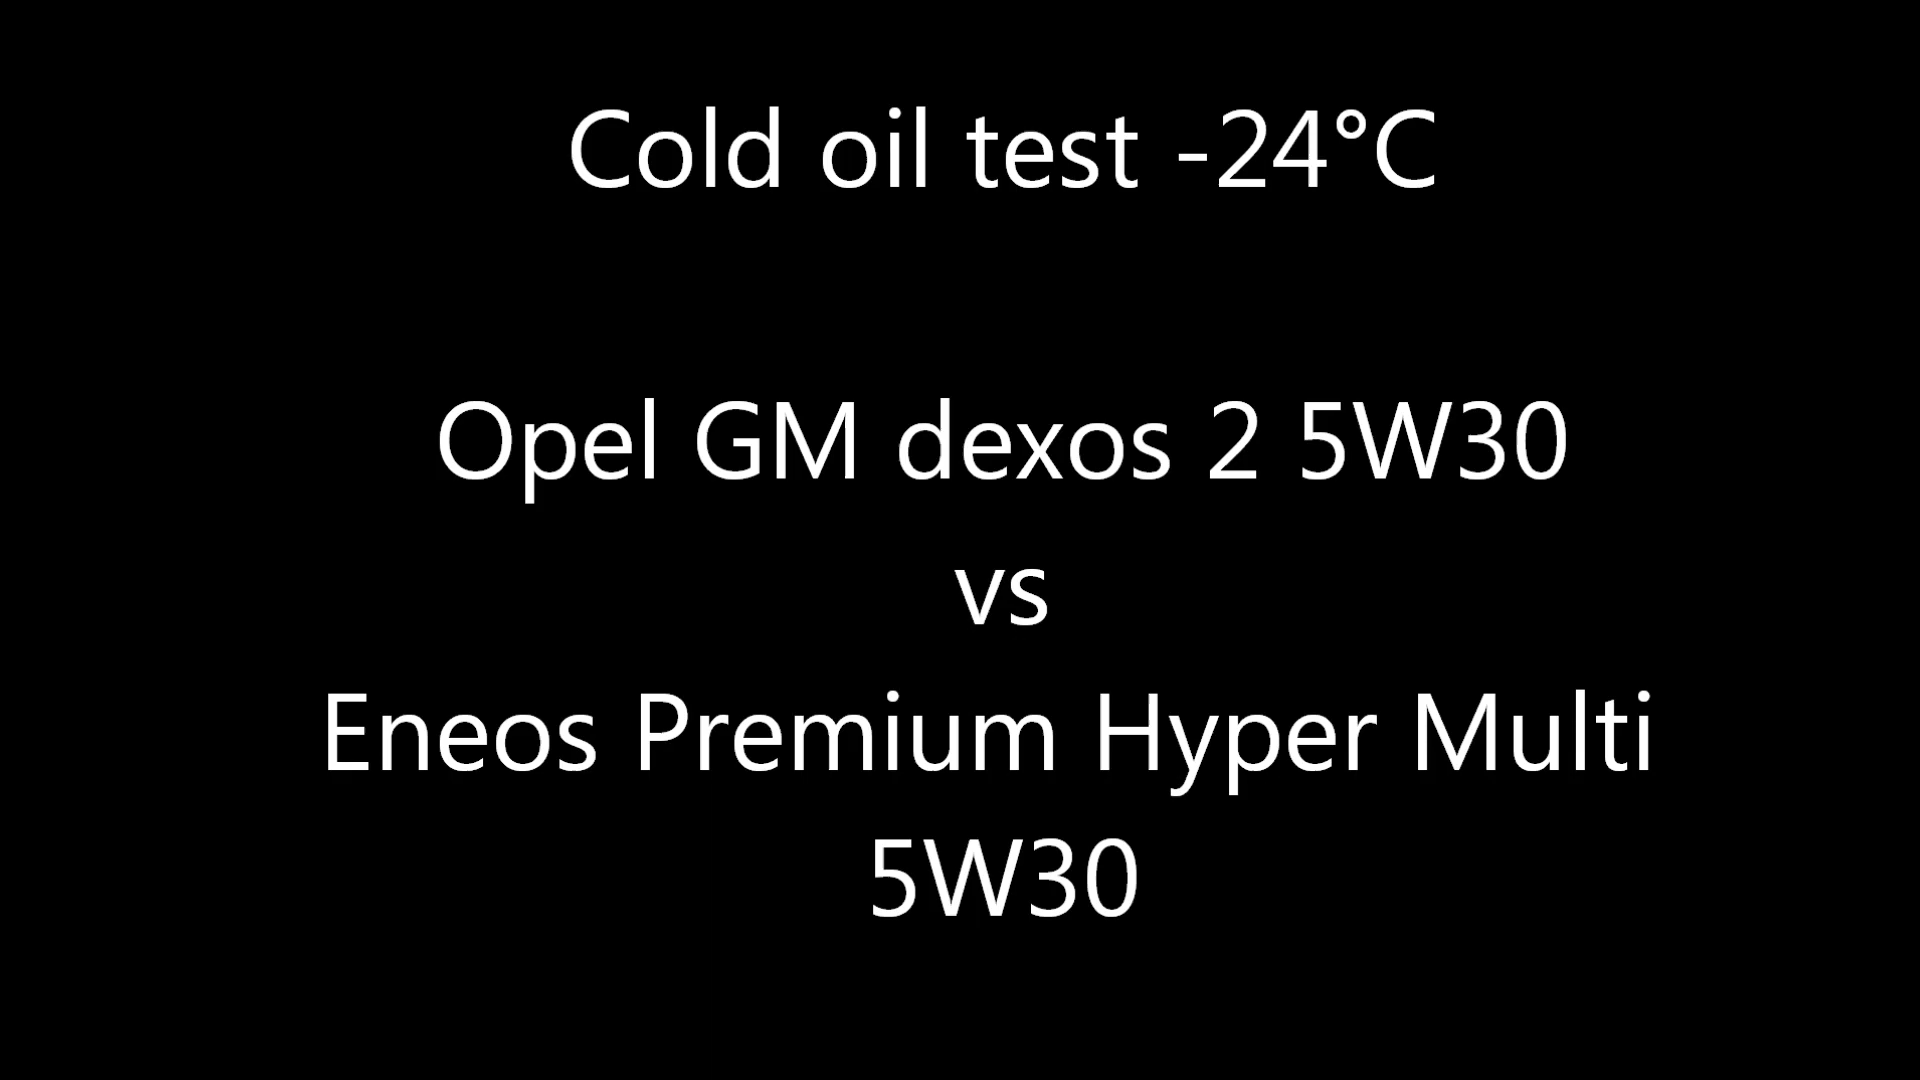 Cold oil test -24°C
Opel GM dexos 2 5W30
vs
Eneos Premium Hyper Multi
5W30